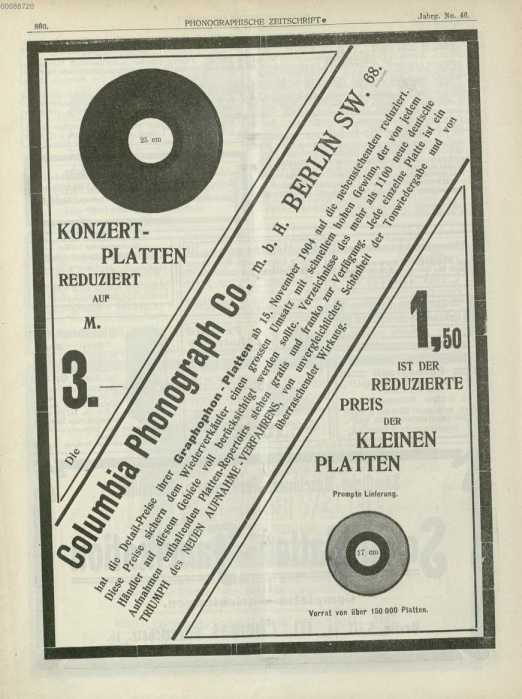 00088720
860.
PHONOGRAPHISCHE ZEITSCHRIFT
Jahrg. No. 46.
25 cm
KONZERT-
PLATTEN
REDUZIERT
AUF
M.
3.—
Die
Columbia Phonograph Co. m. b. H. BERLIN SW. 68.
hat die Detail-Preise ihrer Graphophon-Platten ab 15. November 1904 auf die nebenstehenden reduziert.
Diese Preise sichern dem Wiederverkäufer einen grossen Umsatz mit schnellem hohen Gewinn, der von jedem
Händler auf diesem Gebiete voll berücksichtigt werden sollte. Verzeichnisse des mehr als 1100 neue deutsche
Aufnahmen enthaltenden Platten-Repertoirs stehen gratis und franko zur Verfügung. Jede einzelne Platte ist ein
TRIUMPH des NEUEN AUFNAHME-VERFAHRENS, von unvergleichlicher Schönheit der Tonwiedergabe und von
überraschender Wirkung.
1,50
IST DER
REDUZIERTE
PREIS
DER
KLEINEN
PLATTEN
Prompte Lieferung.
17 cm
Vorrat von über 150 000 Platten.